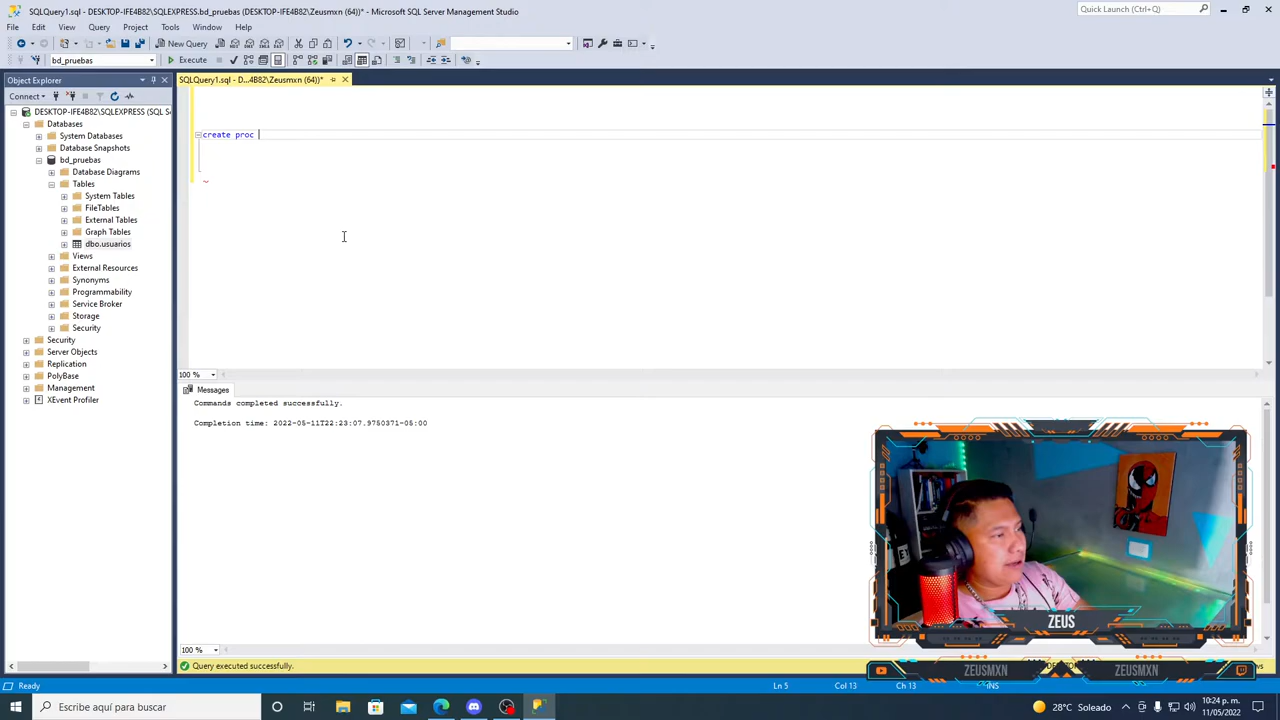 SQLQuery1.sql - DESKTOP-IFE4B82\SQLEXPRESS.bd_pruebas (DESKTOP-IFE4B82\Zeusmxn (64))* - Microsoft SQL Server Management Studio
Quick Launch (Ctrl+Q)
File Edit View Query Project Tools Window Help
New Query
bd_pruebas
Execute
Object Explorer
SQLQuery1.sql - D...4B82\Zeusmxn (64))*
Connect
DESKTOP-IFE4B82\SQLEXPRESS (SQL S
Databases
System Databases
Database Snapshots
bd_pruebas
Database Diagrams
Tables
System Tables
FileTables
External Tables
Graph Tables
dbo.usuarios
Views
External Resources
Synonyms
Programmability
Service Broker
Storage
Security
Security
Server Objects
Replication
PolyBase
Management
XEvent Profiler
create proc
100 %
Messages
Commands completed successfully.
Completion time: 2022-05-11T22:23:07.9750371-05:00
100 %
Query executed successfully.
ZEUS
ZEUSMXN
ZEUSMXN
Ready
Ln 5
Col 13
Ch 13
INS
Escribe aquí para buscar
28°C Soleado
10:24 p. m.
11/05/2022